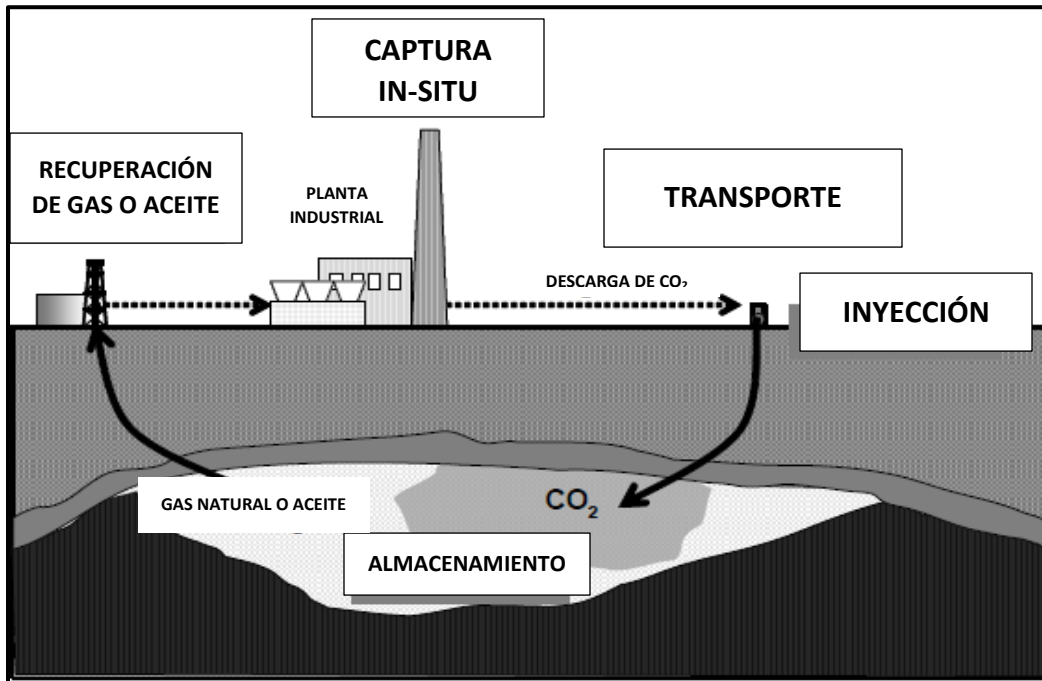 CAPTURA
IN-SITU
RECUPERACIÓN
DE GAS O ACEITE
PLANTA
INDUSTRIAL
TRANSPORTE
DESCARGA DE CO₂
INYECCIÓN
GAS NATURAL O ACEITE
CO₂
ALMACENAMIENTO